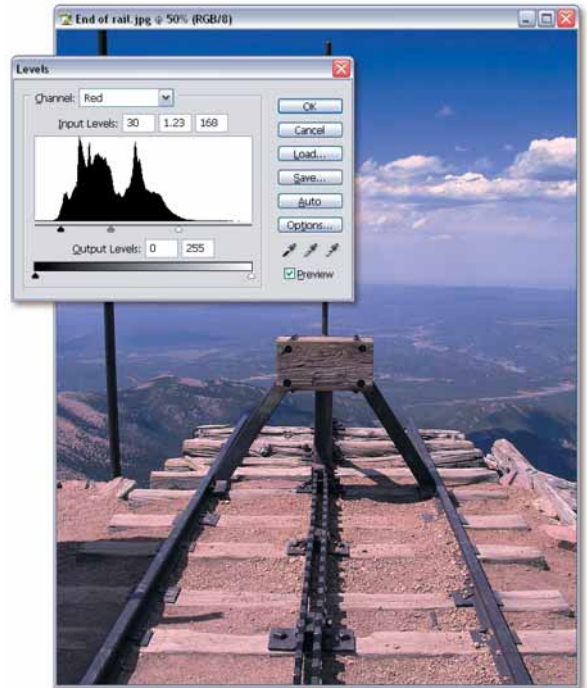 End of rail.jpg @ 50% (RGB/8)
Levels
Channel: Red
Input Levels: 30 1.23 168
Output Levels: 0 255
OK
Cancel
Load...
Save...
Auto
Options...
Preview